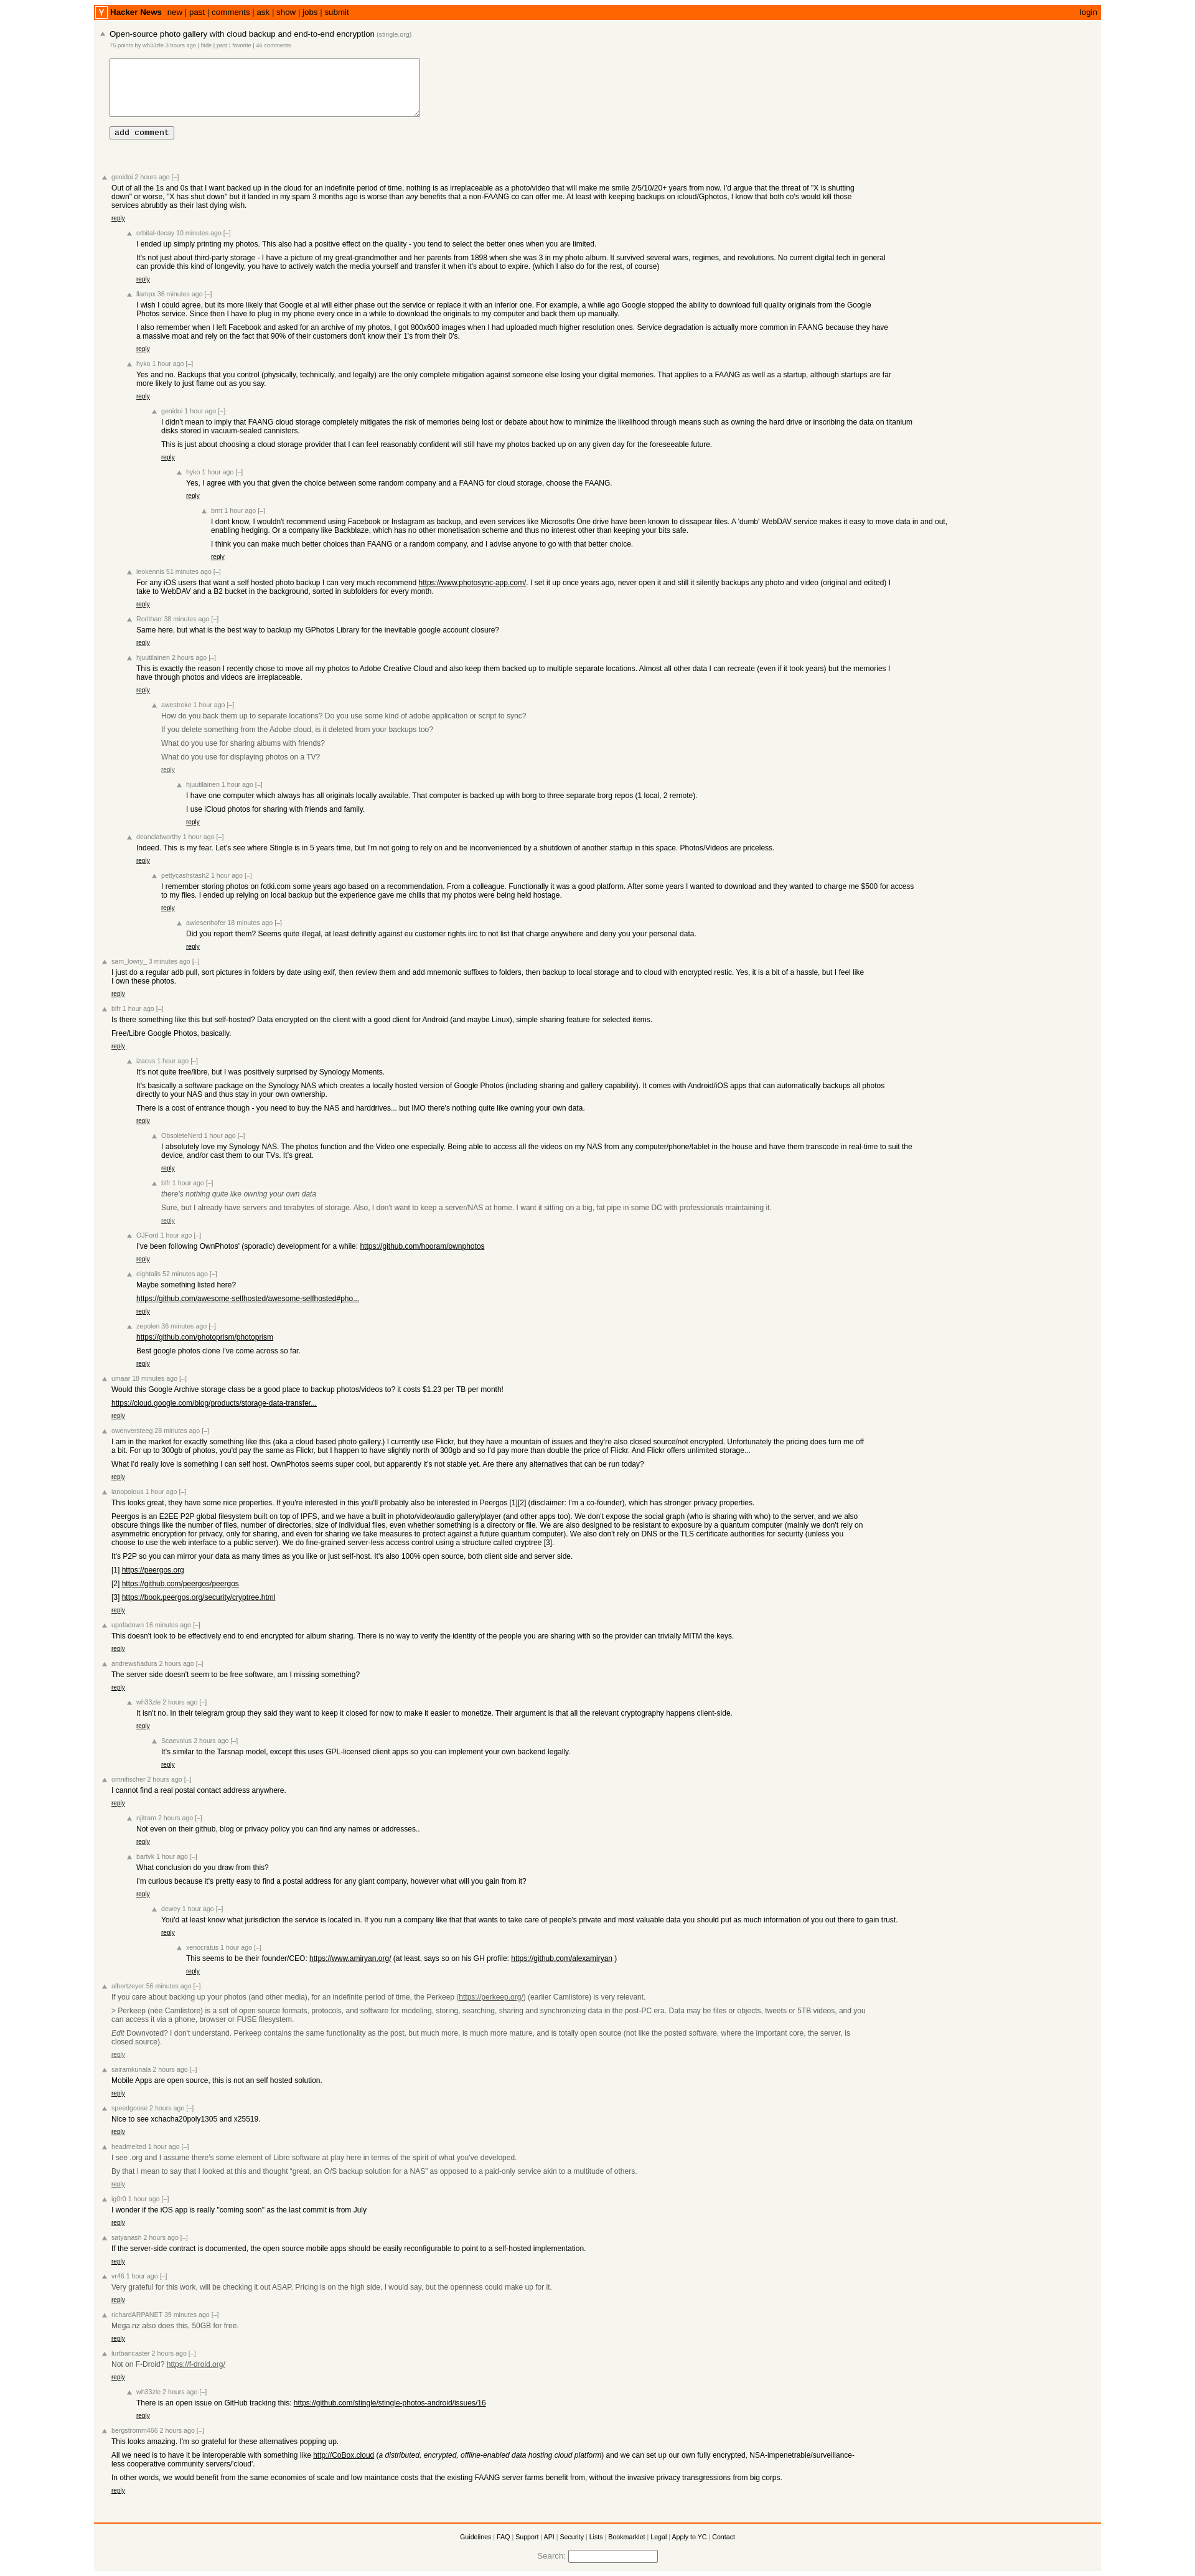 Y Hacker News new | past | comments | ask | show | jobs | submit login
Open-source photo gallery with cloud backup and end-to-end encryption (stingle.org)
75 points by wh33zle 3 hours ago | hide | past | favorite | 46 comments
add comment
genidoi 2 hours ago [–]
Out of all the 1s and 0s that I want backed up in the cloud for an indefinite period of time, nothing is as irreplaceable as a photo/video that will make me smile 2/5/10/20+ years from now. I'd argue that the threat of "X is shutting
down" or worse, "X has shut down" but it landed in my spam 3 months ago is worse than any benefits that a non-FAANG co can offer me. At least with keeping backups on icloud/Gphotos, I know that both co's would kill those
services abrubtly as their last dying wish.
reply
orbital-decay 10 minutes ago [–]
I ended up simply printing my photos. This also had a positive effect on the quality - you tend to select the better ones when you are limited.
It's not just about third-party storage - I have a picture of my great-grandmother and her parents from 1898 when she was 3 in my photo album. It survived several wars, regimes, and revolutions. No current digital tech in general
can provide this kind of longevity, you have to actively watch the media yourself and transfer it when it's about to expire. (which I also do for the rest, of course)
reply
llampx 36 minutes ago [–]
I wish I could agree, but its more likely that Google et al will either phase out the service or replace it with an inferior one. For example, a while ago Google stopped the ability to download full quality originals from the Google
Photos service. Since then I have to plug in my phone every once in a while to download the originals to my computer and back them up manually.
I also remember when I left Facebook and asked for an archive of my photos, I got 800x600 images when I had uploaded much higher resolution ones. Service degradation is actually more common in FAANG because they have
a massive moat and rely on the fact that 90% of their customers don't know their 1's from their 0's.
reply
hyko 1 hour ago [–]
Yes and no. Backups that you control (physically, technically, and legally) are the only complete mitigation against someone else losing your digital memories. That applies to a FAANG as well as a startup, although startups are far
more likely to just flame out as you say.
reply
genidoi 1 hour ago [–]
I didn't mean to imply that FAANG cloud storage completely mitigates the risk of memories being lost or debate about how to minimize the likelihood through means such as owning the hard drive or inscribing the data on titanium
disks stored in vacuum-sealed cannisters.
This is just about choosing a cloud storage provider that I can feel reasonably confident will still have my photos backed up on any given day for the foreseeable future.
reply
hyko 1 hour ago [–]
Yes, I agree with you that given the choice between some random company and a FAANG for cloud storage, choose the FAANG.
reply
brnt 1 hour ago [–]
I dont know, I wouldn't recommend using Facebook or Instagram as backup, and even services like Microsofts One drive have been known to dissapear files. A 'dumb' WebDAV service makes it easy to move data in and out,
enabling hedging. Or a company like Backblaze, which has no other monetisation scheme and thus no interest other than keeping your bits safe.
I think you can make much better choices than FAANG or a random company, and I advise anyone to go with that better choice.
reply
leokennis 51 minutes ago [–]
For any iOS users that want a self hosted photo backup I can very much recommend https://www.photosync-app.com/. I set it up once years ago, never open it and still it silently backups any photo and video (original and edited) I
take to WebDAV and a B2 bucket in the background, sorted in subfolders for every month.
reply
Roritharr 38 minutes ago [–]
Same here, but what is the best way to backup my GPhotos Library for the inevitable google account closure?
reply
hjuutilainen 2 hours ago [–]
This is exactly the reason I recently chose to move all my photos to Adobe Creative Cloud and also keep them backed up to multiple separate locations. Almost all other data I can recreate (even if it took years) but the memories I
have through photos and videos are irreplaceable.
reply
awestroke 1 hour ago [–]
How do you back them up to separate locations? Do you use some kind of adobe application or script to sync?
If you delete something from the Adobe cloud, is it deleted from your backups too?
What do you use for sharing albums with friends?
What do you use for displaying photos on a TV?
reply
hjuutilainen 1 hour ago [–]
I have one computer which always has all originals locally available. That computer is backed with borg to three separate borg repos (1 local, 2 remote).
I use iCloud photos for sharing with friends and family.
reply
deanclatworthy 1 hour ago [–]
Indeed. This is my fear. Let's see where Stingle is in 5 years time, but I'm not going to rely on and be inconvenienced by a shutdown of another startup in this space. Photos/Videos are priceless.
reply
pettycashstash2 1 hour ago [–]
I remember storing photos on fotki.com some years ago based on a recommendation. From a colleague. Functionally it was a good platform. After some years I wanted to download and they wanted to charge me $500 for access
to my files. I ended up relying on local backup but the experience gave me chills that my photos were being held hostage.
reply
awiesenhofer 18 minutes ago [–]
Did you report them? Seems quite illegal, at least definitly against eu customer rights iirc to not list that charge anywhere and deny you your personal data.
reply
sam_lowry_ 3 minutes ago [–]
I just do a regular adb pull, sort pictures in folders by date using exif, then review them and add mnemonic suffixes to folders, then backup to local storage and to cloud with encrypted restic. Yes, it is a bit of a hassle, but I feel like
I own these photos.
reply
blfr 1 hour ago [–]
Is there something like this but self-hosted? Data encrypted on the client with a good client for Android (and maybe Linux), simple sharing feature for selected items.
Free/Libre Google Photos, basically.
reply
izacus 1 hour ago [–]
It's not quite free/libre, but I was positively surprised by Synology Moments.
It's basically a software package on the Synology NAS which creates a locally hosted version of Google Photos (including sharing and gallery capability). It comes with Android/iOS apps that can automatically backups all photos
directly to your NAS and thus stay in your own ownership.
There is a cost of entrance though - you need to buy the NAS and harddrives... but IMO there's nothing quite like owning your own data.
reply
ObsoleteNerd 1 hour ago [–]
I absolutely love my Synology NAS. The photos function and the Video one especially. Being able to access all the videos on my NAS from any computer/phone/tablet in the house and have them transcode in real-time to suit the
device, and/or cast them to our TVs. It's great.
reply
blfr 1 hour ago [–]
there's nothing quite like owning your own data
Sure, but I already have servers and terabytes of storage. Also, I don't want to keep a server/NAS at home. I want it sitting on a big, fat pipe in some DC with professionals maintaining it.
reply
OJFord 1 hour ago [–]
I've been following OwnPhotos' (sporadic) development for a while: https://github.com/hooram/ownphotos
reply
eightails 52 minutes ago [–]
Maybe something listed here?
https://github.com/awesome-selfhosted/awesome-selfhosted#pho...
reply
zepolen 36 minutes ago [–]
https://github.com/photoprism/photoprism
Best google photos clone I've come across so far.
reply
umaar 18 minutes ago [–]
Would this Google Archive storage class be a good place to backup photos/videos to? it costs $1.23 per TB per month!
https://cloud.google.com/blog/products/storage-data-transfer...
reply
owenversteeg 28 minutes ago [–]
I am in the market for exactly something like this (aka a cloud based photo gallery.) I currently use Flickr, but they have a mountain of issues and they're also closed source/not encrypted. Unfortunately the pricing does turn me off
a bit. For up to 300gb of photos, you'd pay the same as Flickr, but I happen to have slightly north of 300gb and so I'd pay more than double the price of Flickr. And Flickr offers unlimited storage...
What I'd really love is something I can self host. OwnPhotos seems super cool, but apparently it's not stable yet. Are there any alternatives that can be run today?
reply
ianopolous 1 hour ago [–]
This looks great, they have some nice properties. If you're interested in this you'll probably also be interested in Peergos [1][2] (disclaimer: I'm a co-founder), which has stronger privacy properties.
Peergos is an E2EE P2P global filesystem built on top of IPFS, and we have a built in photo/video/audio gallery/player (and other apps too). We don't expose the social graph (who is sharing with who) to the server, and we also
obscure things like the number of files, number of directories, size of individual files, even whether something is a directory or file. We are also designed to be resistant to exposure by a quantum computer (mainly we don't rely on
asymmetric encryption for privacy, only for sharing, and even for sharing we take measures to protect against a future quantum computer). We also don't rely on DNS or the TLS certificate authorities for security (unless you
choose to use the web interface to a public server). We do fine-grained server-less access control using a structure called cryptree [3].
It's P2P so you can mirror your data as many times as you like or just self-host. It's also 100% open source, both client side and server side.
[1] https://peergos.org
[2] https://github.com/peergos/peergos
[3] https://book.peergos.org/security/cryptree.html
reply
upofadown 16 minutes ago [–]
This doesn't look to be effectively end to end encrypted for album sharing. There is no way to verify the identity of the people you are sharing with so the provider can trivially MITM the keys.
reply
andrewshadura 2 hours ago [–]
The server side doesn't seem to be free software, am I missing something?
reply
wh33zle 2 hours ago [–]
It isn't no. In their telegram group they said they want to keep it closed for now to make it easier to monetize. Their argument is that all the relevant cryptography happens client-side.
reply
Scaevolus 2 hours ago [–]
It's similar to the Tarsnap model, except this uses GPL-licensed client apps so you can implement your own backend legally.
reply
omnifischer 2 hours ago [–]
I cannot find a real postal contact address anywhere.
reply
njitram 2 hours ago [–]
Not even on their github, blog or privacy policy you can find any names or addresses..
reply
bartvk 1 hour ago [–]
What conclusion do you draw from this?
I'm curious because it's pretty easy to find a postal address for any giant company, however what will you gain from it?
reply
dewey 1 hour ago [–]
You'd at least know what jurisdiction the service is located in. If you run a company like that that wants to take care of people's private and most valuable data you should put as much information of you out there to gain trust.
reply
xenocratus 1 hour ago [–]
This seems to be their founder/CEO: https://www.amiryan.org/ (at least, says so on his GH profile: https://github.com/alexamiryan )
reply
albertzeyer 56 minutes ago [–]
If you care about backing up your photos (and other media), for an indefinite period of time, the Perkeep (https://perkeep.org/) (earlier Camlistore) is very relevant.
> Perkeep (née Camlistore) is a set of open source formats, protocols, and software for modeling, storing, searching, sharing and synchronizing data in the post-PC era. Data may be files or objects, tweets or 5TB videos, and you
can access it via a phone, browser or FUSE filesystem.
Edit Downvoted? I don't understand. Perkeep contains the same functionality as the post, but much more, is much more mature, and is totally open source (not like the posted software, where the important core, the server, is
closed source).
reply
sairamkunala 2 hours ago [–]
Mobile Apps are open source, this is not an self hosted solution.
reply
speedgoose 2 hours ago [–]
Nice to see xchacha20poly1305 and x25519.
reply
headmelted 1 hour ago [–]
I see .org and I assume there's some element of Libre software at play here in terms of the spirit of what you've developed.
By that I mean to say that I looked at this and thought "great, an O/S backup solution for a NAS" as opposed to a paid-only service akin to a multitude of others.
reply
ig0r0 1 hour ago [–]
I wonder if the iOS app is really "coming soon" as the last commit is from July
reply
satyanash 2 hours ago [–]
If the server-side contract is documented, the open source mobile apps should be easily reconfigurable to point to a self-hosted implementation.
reply
vr46 1 hour ago [–]
Very grateful for this work, will be checking it out ASAP. Pricing is on the high side, I would say, but the openness could make up for it.
reply
richardARPANET 39 minutes ago [–]
Mega.nz also does this, 50GB for free.
reply
lurtbancaster 2 hours ago [–]
Not on F-Droid? https://f-droid.org/
reply
wh33zle 2 hours ago [–]
There is an open issue on GitHub tracking this: https://github.com/stingle/stingle-photos-android/issues/16
reply
bergstromm466 2 hours ago [–]
This looks amazing. I'm so grateful for these alternatives popping up.
All we need is to have it be interoperable with something like http://CoBox.cloud (a distributed, encrypted, offline-enabled data hosting cloud platform) and we can set up our own fully encrypted, NSA-impenetrable/surveillance-
less cooperative community servers/'cloud'.
In other words, we would benefit from the same economies of scale and low maintance costs that the existing FAANG server farms benefit from, without the invasive privacy transgressions from big corps.
reply
Guidelines | FAQ | Support | API | Security | Lists | Bookmarklet | Legal | Apply to YC | Contact
Search: